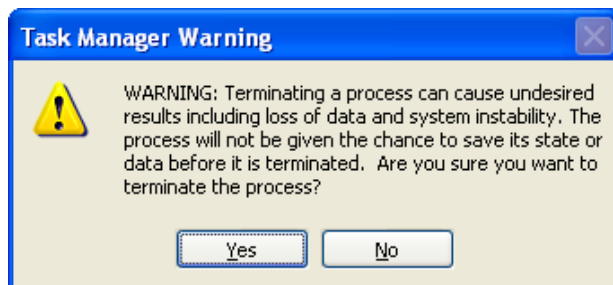 Task Manager Warning
WARNING: Terminating a process can cause undesired
results including loss of data and system instability. The
process will not be given the chance to save its state or
data before it is terminated.  Are you sure you want to
terminate the process?
Yes
No